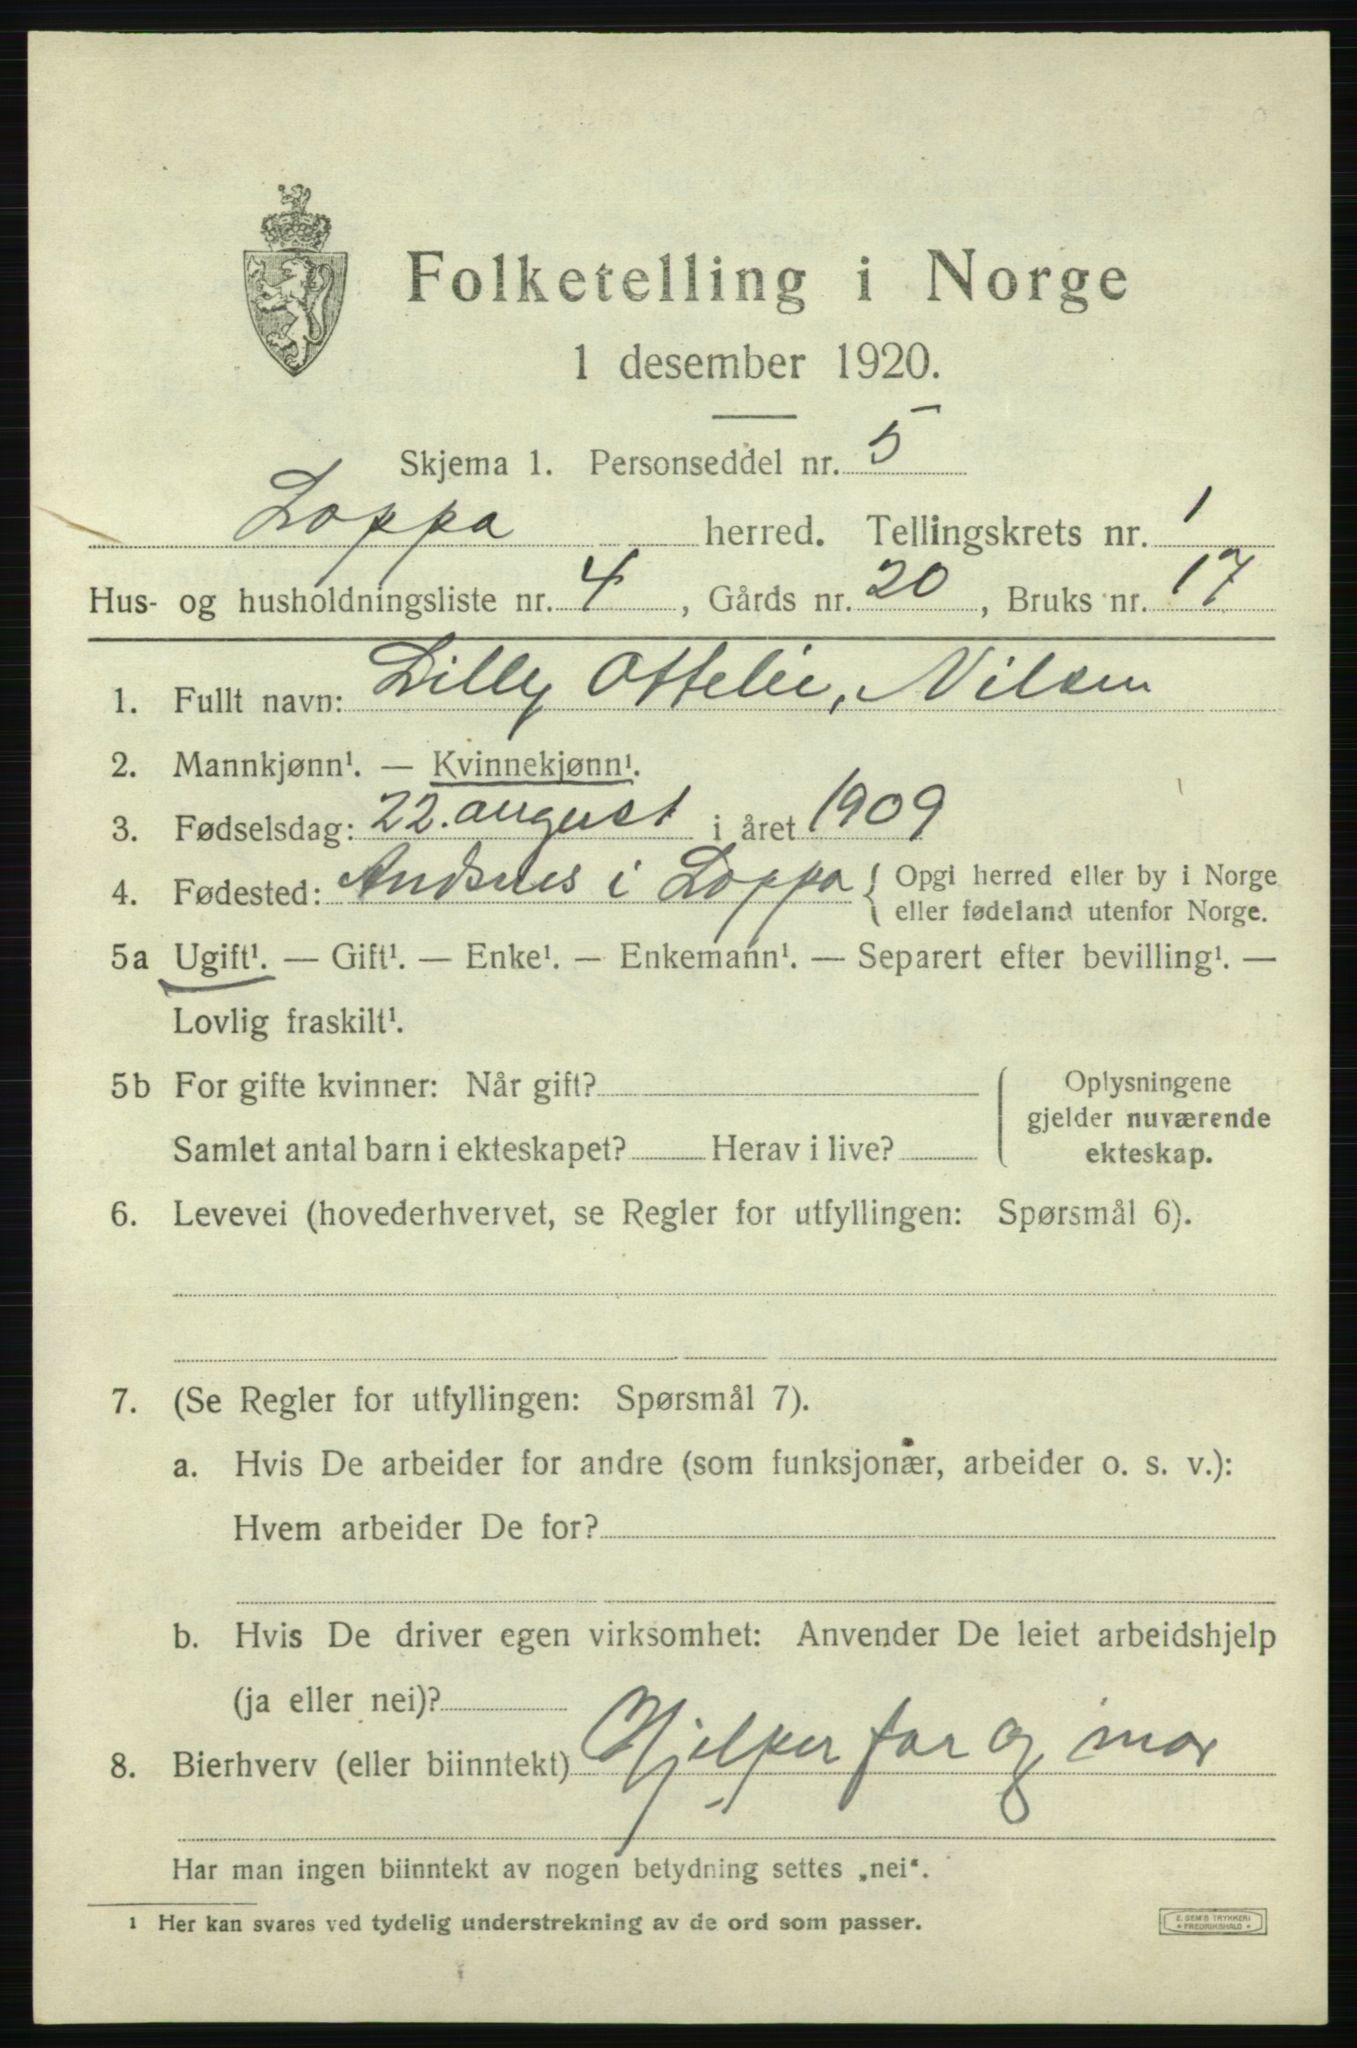 Folketelling i Norge
1 desember 1920.
Skjema 1. Personseddel nr. 5
Loppa herred. Tellingskrets nr. 1
Hus- og husholdningsliste nr. 4, Gårds nr. 20, Bruks nr. 17
1. Fullt navn: Lilly Ottelie, Nilsen
2. Mannkjønn¹. — Kvinnekjønn¹.
3. Fødselsdag: 22. august i året 1909
4. Fødested: Andsnes i Loppa { Opgi herred eller by i Norge
eller fødeland utenfor Norge.
5a Ugift¹. — Gift¹. — Enke¹. — Enkemann¹. — Separert efter bevilling¹. —
Lovlig fraskilt¹.
5b For gifte kvinner: Når gift?
Samlet antal barn i ekteskapet? Herav i live?
Oplysningene
gjelder nuværende
ekteskap.
6. Levevei (hovederhvervet, se Regler for utfyllingen: Spørsmål 6).
7. (Se Regler for utfyllingen: Spørsmål 7).
a. Hvis De arbeider for andre (som funksjonær, arbeider o. s. v.):
Hvem arbeider De for?
b. Hvis De driver egen virksomhet: Anvender De leiet arbeidshjelp
(ja eller nei)?
8. Bierhverv (eller biinntekt) Hjelper far og mor
Har man ingen biinntekt av nogen betydning settes „nei“.
1 Her kan svares ved tydelig understrekning av de ord som passer.
E. SEM'S TRYKKERI
• FREDRIKSHALD •